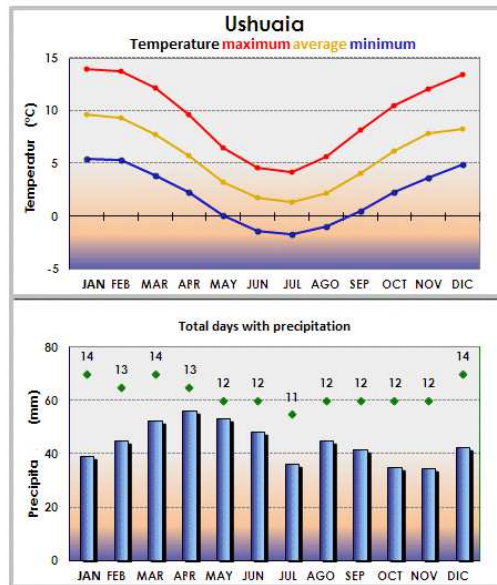 Ushuaia
Temperature maximum average minimum
Temperatur (°C)
15
10
5
0
-5
JAN FEB MAR APR MAY JUN JUL AGO SEP OCT NOV DIC
Total days with precipitation
Precipita (mm)
80
60
40
20
0
14 13 14 13 12 12 11 12 12 12 12 14
JAN FEB MAR APR MAY JUN JUL AGO SEP OCT NOV DIC